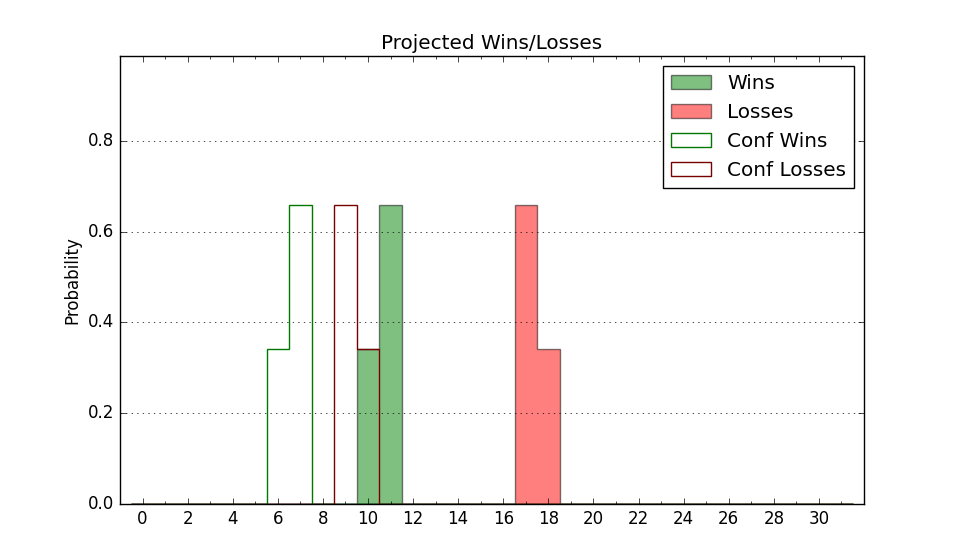 Projected Wins/Losses
Wins
Losses
Conf Wins
Conf Losses
Probability
0.8
0.6
0.4
0.2
0.0
0 2 4 6 8 10 12 14 16 18 20 22 24 26 28 30